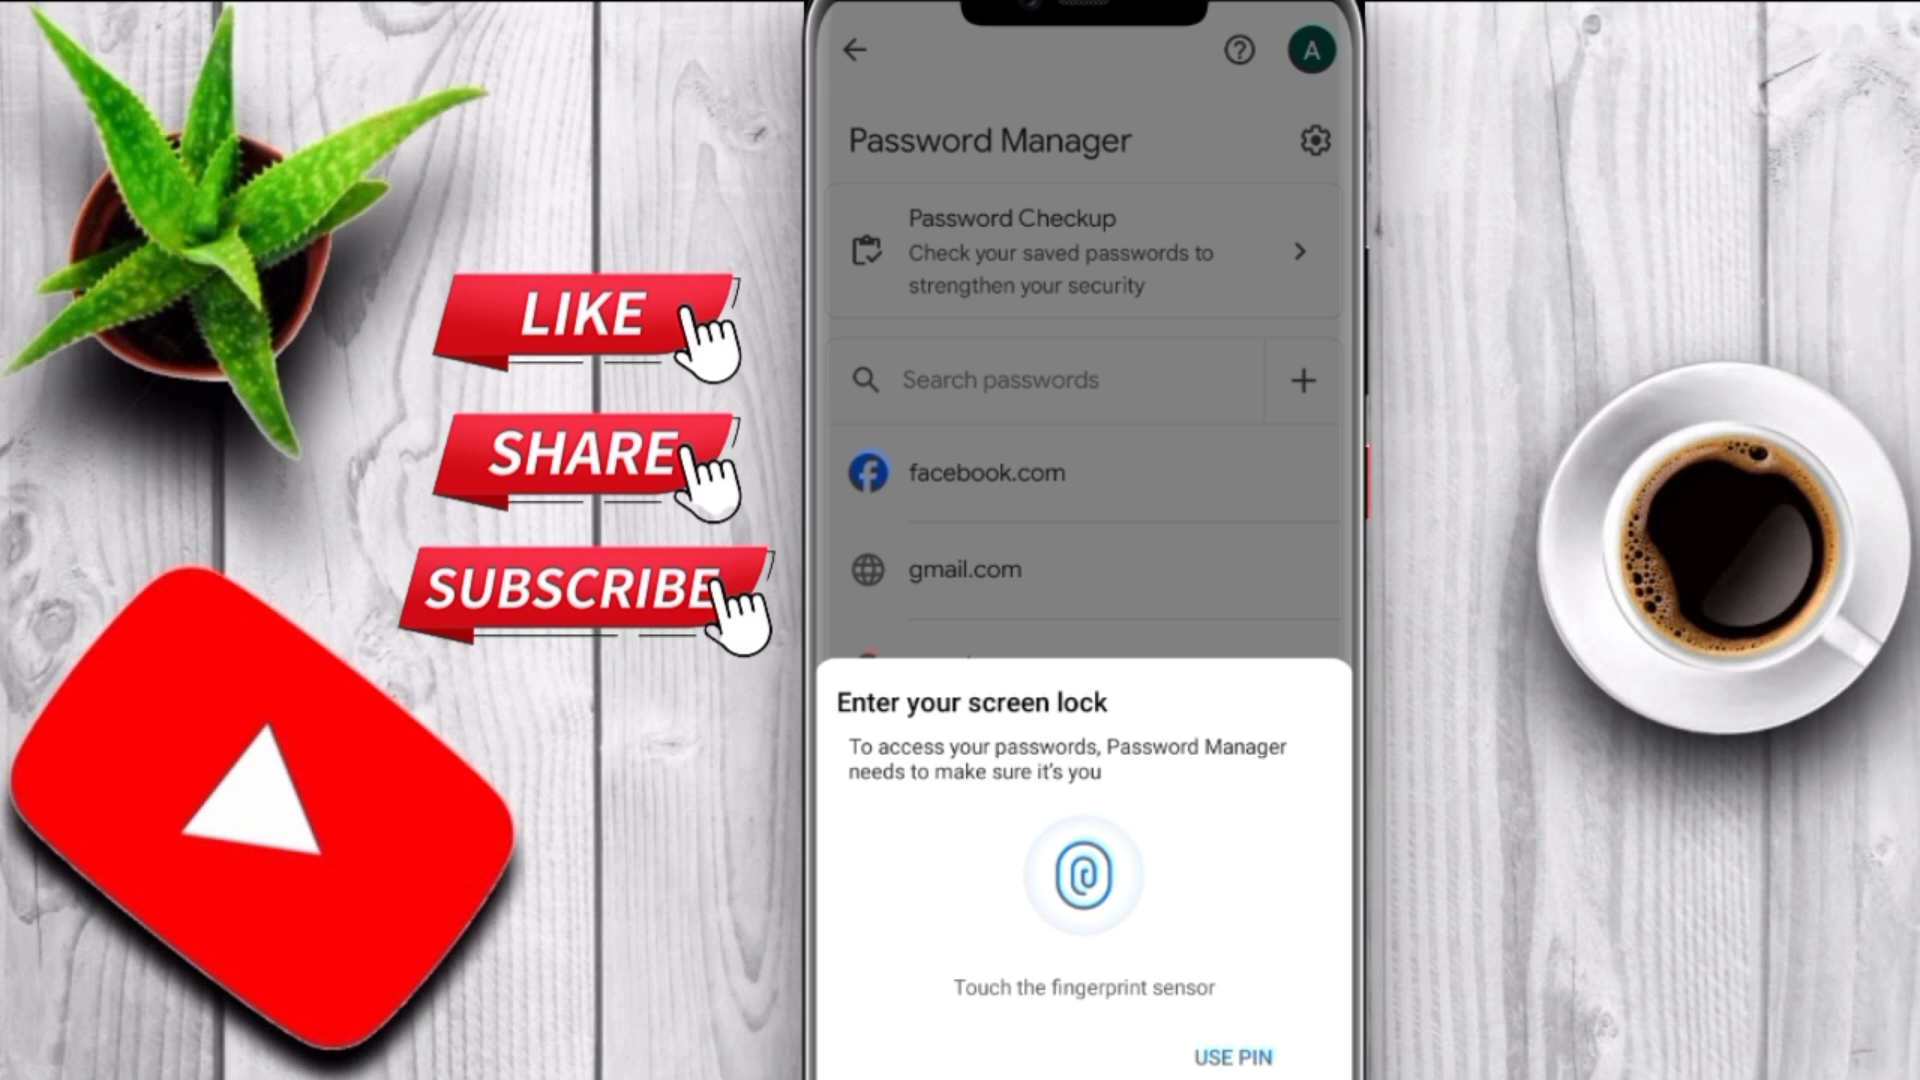 LIKE
SHARE
SUBSCRIBE
A
Password Manager
Password Checkup
Check your saved passwords to
strengthen your security
Search passwords
facebook.com
gmail.com
Enter your screen lock
To access your passwords, Password Manager
needs to make sure it's you
Touch the fingerprint sensor
USE PIN